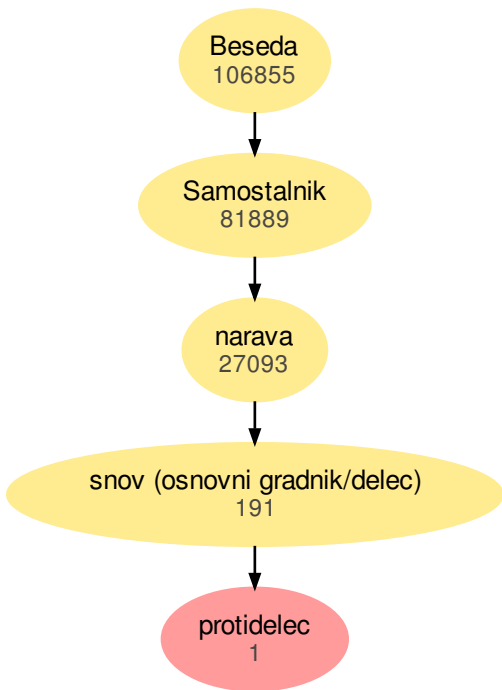 Beseda
106855
Samostalnik
81889
narava
27093
snov (osnovni gradnik/delec)
191
protidelec
1